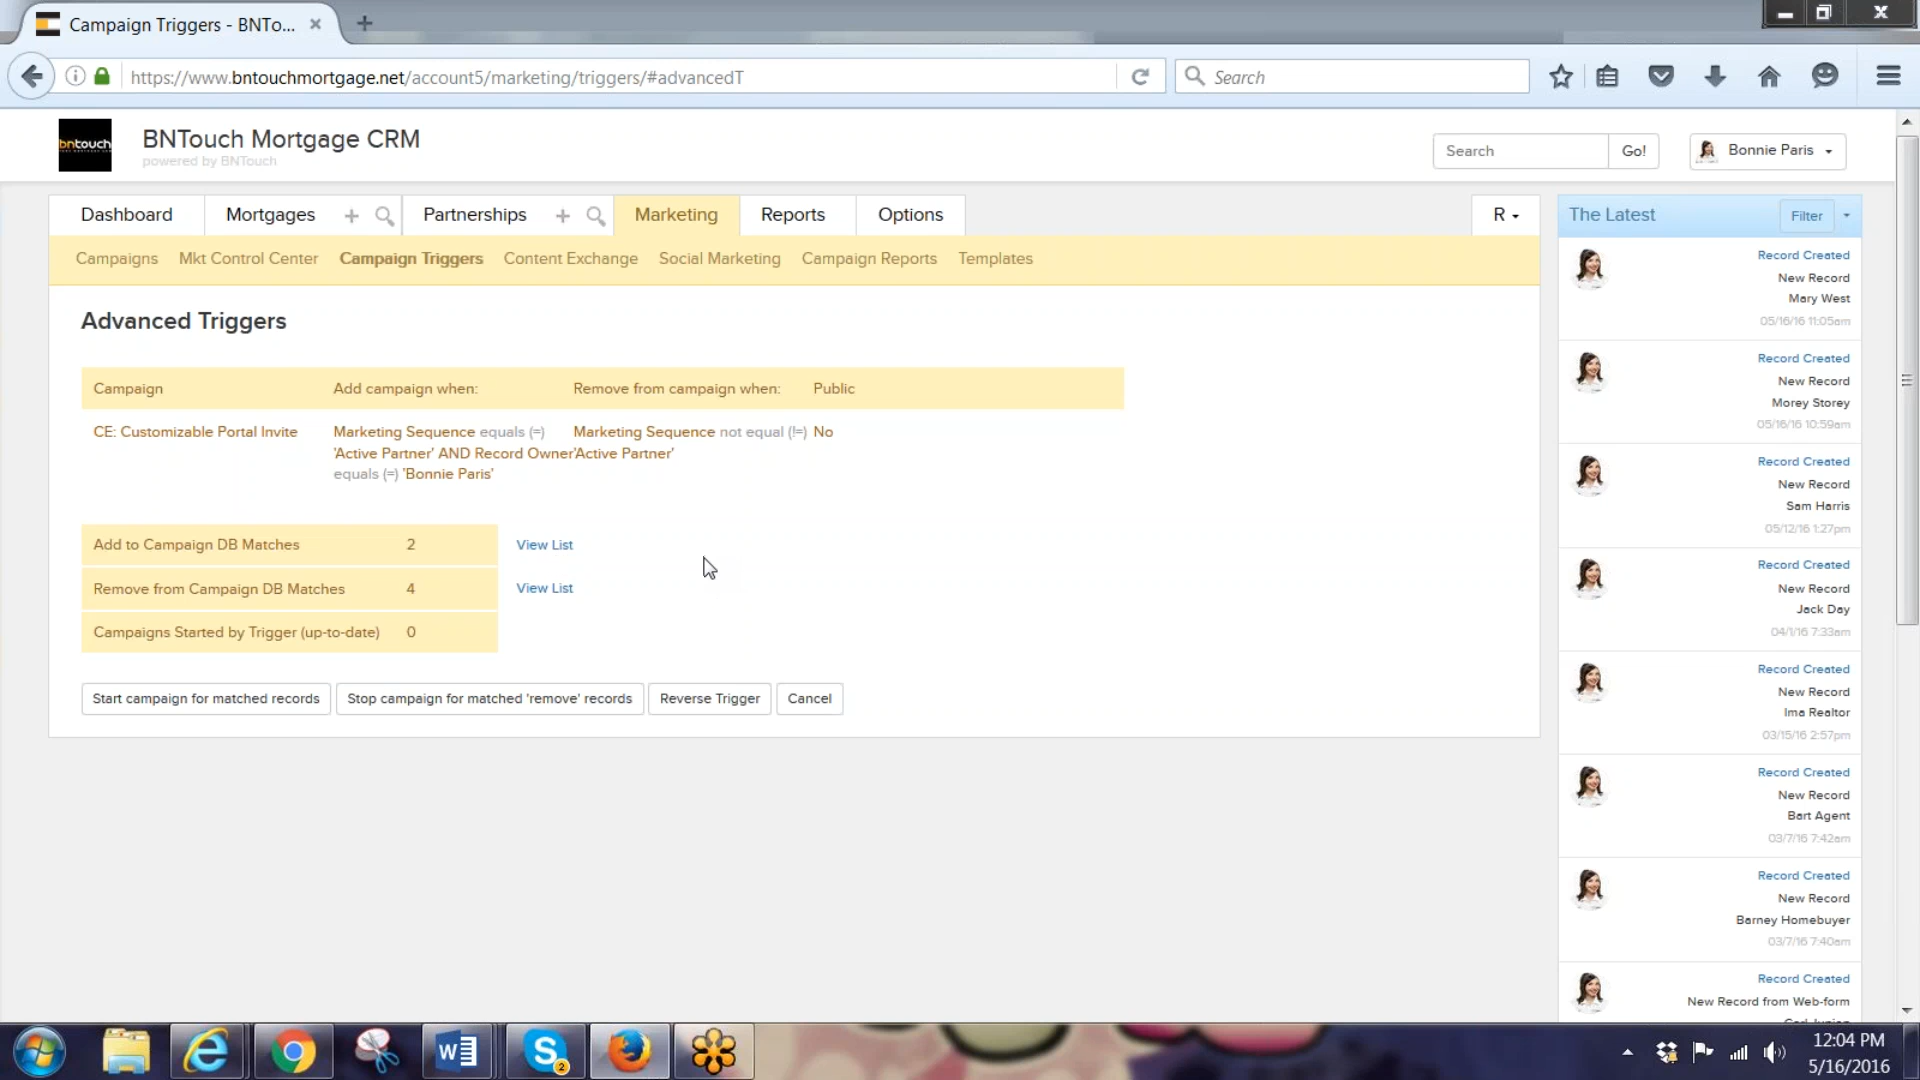 Campaign Triggers - BNTo...
https://www.bntouchmortgage.net/account5/marketing/triggers/#advancedT
Search
bntouch
BNTouch Mortgage CRM
powered by BNTouch
Search
Go!
Bonnie Paris
Dashboard
Mortgages
Partnerships
Marketing
Reports
Options
R
Campaigns
Mkt Control Center
Campaign Triggers
Content Exchange
Social Marketing
Campaign Reports
Templates
Advanced Triggers
Campaign
Add campaign when:
Remove from campaign when:
Public
CE: Customizable Portal Invite
Marketing Sequence equals (=)
'Active Partner' AND Record Owner
equals (=) 'Bonnie Paris'
Marketing Sequence not equal (!=)
'Active Partner'
No
Add to Campaign DB Matches 2
View List
Remove from Campaign DB Matches 4
View List
Campaigns Started by Trigger (up-to-date) 0
Start campaign for matched records
Stop campaign for matched 'remove' records
Reverse Trigger
Cancel
The Latest
Filter
Record Created
New Record
Mary West
05/16/16 11:05am
Record Created
New Record
Morey Storey
05/16/16 10:59am
Record Created
New Record
Sam Harris
05/12/16 1:27pm
Record Created
New Record
Jack Day
04/1/16 7:33am
Record Created
New Record
Ima Realtor
03/15/16 2:57pm
Record Created
New Record
Bart Agent
03/7/16 7:42am
Record Created
New Record
Barney Homebuyer
03/7/16 7:40am
Record Created
New Record from Web-form
2
12:04 PM
5/16/2016